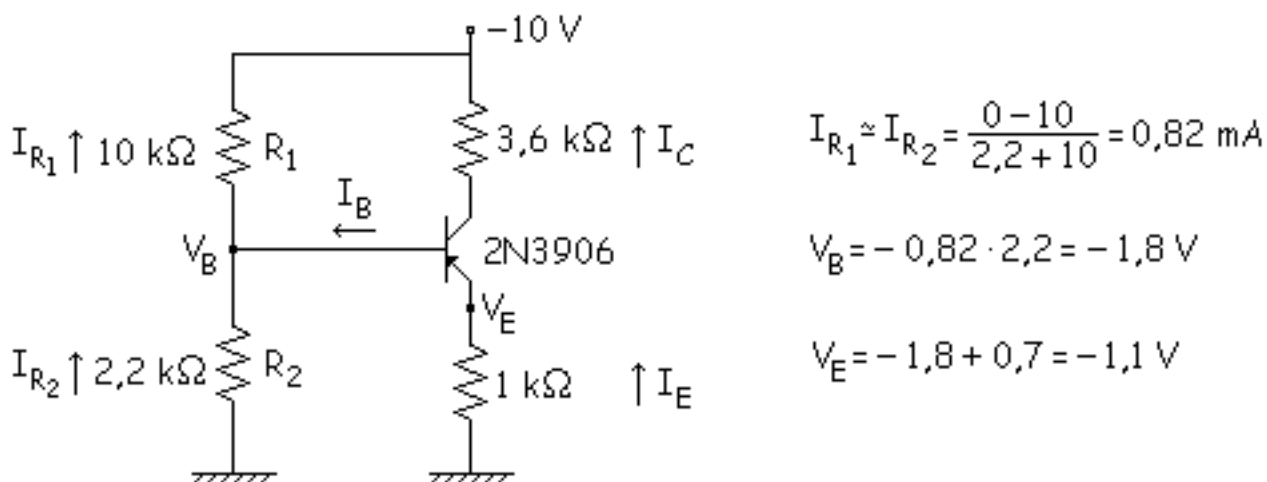 −10 V
I_R1 ↑ 10 kΩ R1
3,6 kΩ ↑ I_C
I_B
←
V_B
2N3906
V_E
I_R2 ↑ 2,2 kΩ R2
1 kΩ ↑ I_E
I_R1 ≃ I_R2 = (0 − 10)/(2,2 + 10) = 0,82 mA
V_B = − 0,82 · 2,2 = − 1,8 V
V_E = − 1,8 + 0,7 = −1,1 V